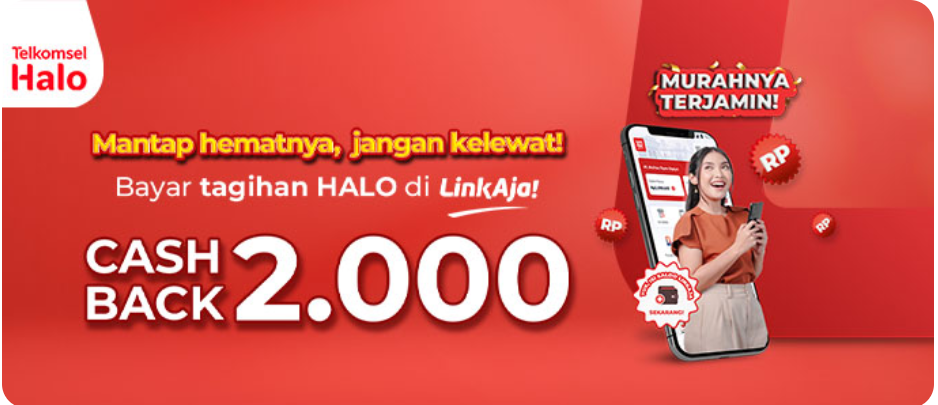 Telkomsel
Halo
Mantap hematnya, jangan kelewat!
Bayar tagihan HALO di LinkAja!
CASH
BACK
2.000
MURAHNYA
TERJAMIN!
RP
RP
RP
SEKARANG!